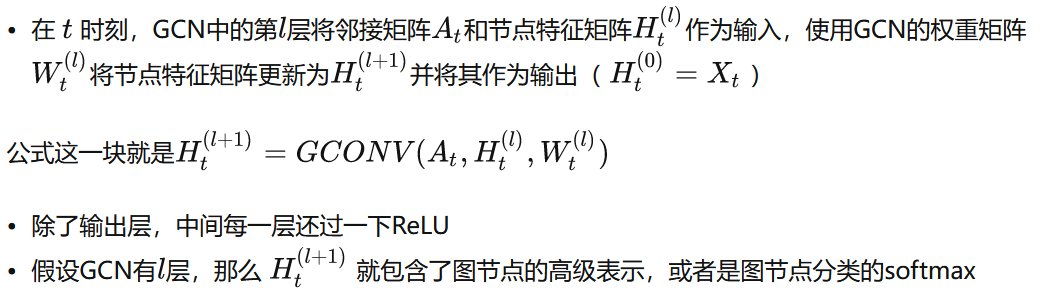 • 在 $t$ 时刻，GCN中的第$l$层将邻接矩阵$A_t$和节点特征矩阵$H_t^{(l)}$作为输入，使用GCN的权重矩阵
$W_t^{(l)}$将节点特征矩阵更新为$H_t^{(l+1)}$并将其作为输出（ $H_t^{(0)} = X_t$ ）
公式这一块就是$H_t^{(l+1)} = GCONV(A_t, H_t^{(l)}, W_t^{(l)})$
• 除了输出层，中间每一层还过一下ReLU
• 假设GCN有$l$层，那么 $H_t^{(l+1)}$ 就包含了图节点的高级表示，或者是图节点分类的softmax